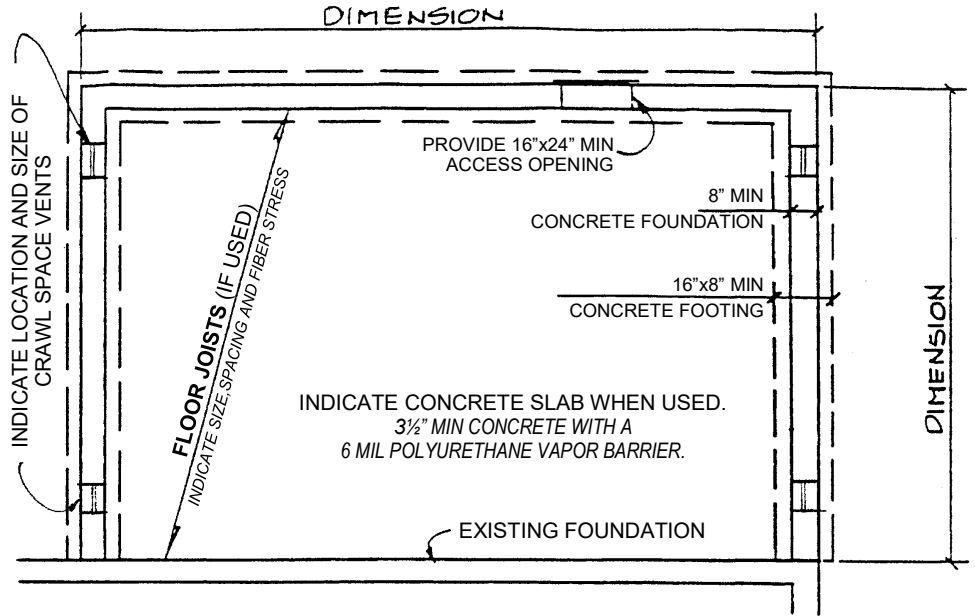 DIMENSION
INDICATE LOCATION AND SIZE OF
CRAWL SPACE VENTS
PROVIDE 16”x24” MIN
ACCESS OPENING
8” MIN
CONCRETE FOUNDATION
16”x8” MIN
CONCRETE FOOTING
DIMENSION
FLOOR JOISTS (IF USED)
INDICATE SIZE,SPACING AND FIBER STRESS
INDICATE CONCRETE SLAB WHEN USED.
3½” MIN CONCRETE WITH A
6 MIL POLYURETHANE VAPOR BARRIER.
EXISTING FOUNDATION